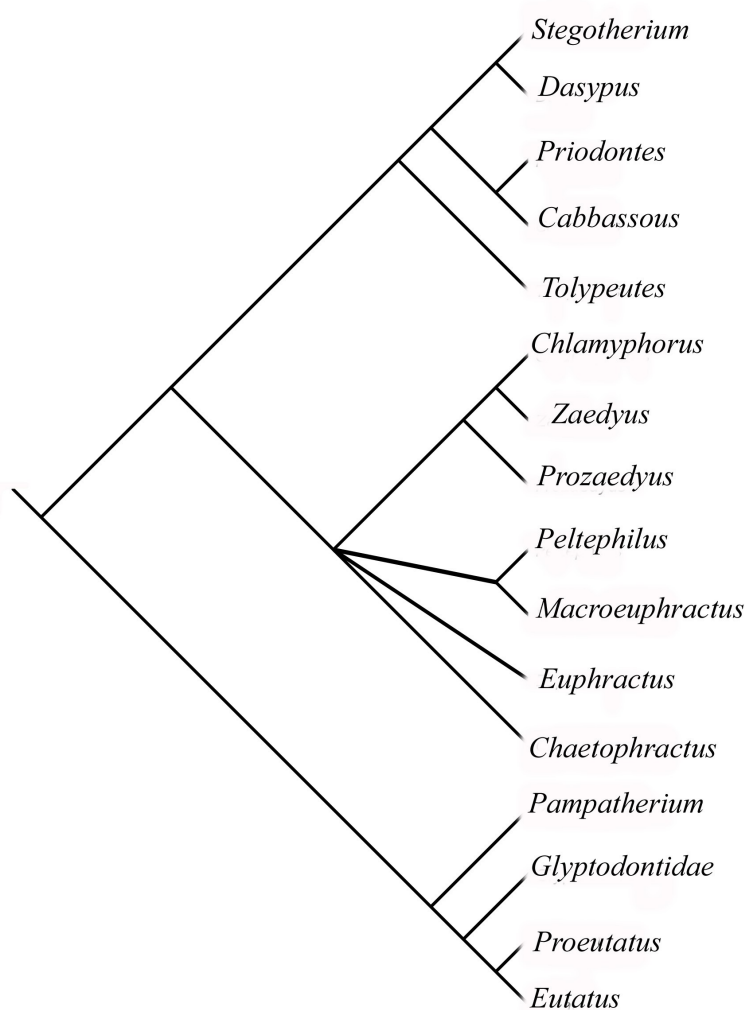 Stegotherium
Dasypus
Priodontes
Cabbassous
Tolypeutes
Chlamyphorus
Zaedyus
Prozaedyus
Peltephilus
Macroeuphractus
Euphractus
Chaetophractus
Pampatherium
Glyptodontidae
Proeutatus
Eutatus